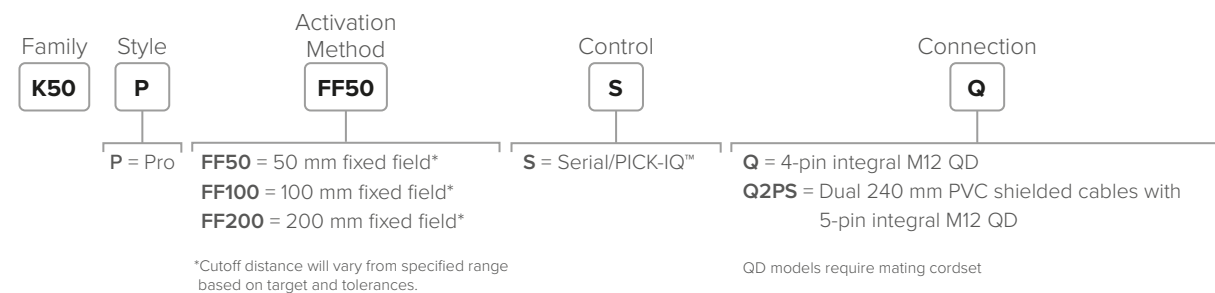 Family
Style
Activation
Method
Control
Connection
K50
P
FF50
S
Q
P = Pro
FF50 = 50 mm fixed field*
FF100 = 100 mm fixed field*
FF200 = 200 mm fixed field*
*Cutoff distance will vary from specified range
based on target and tolerances.
S = Serial/PICK-IQ™
Q = 4-pin integral M12 QD
Q2PS = Dual 240 mm PVC shielded cables with
5-pin integral M12 QD
QD models require mating cordset